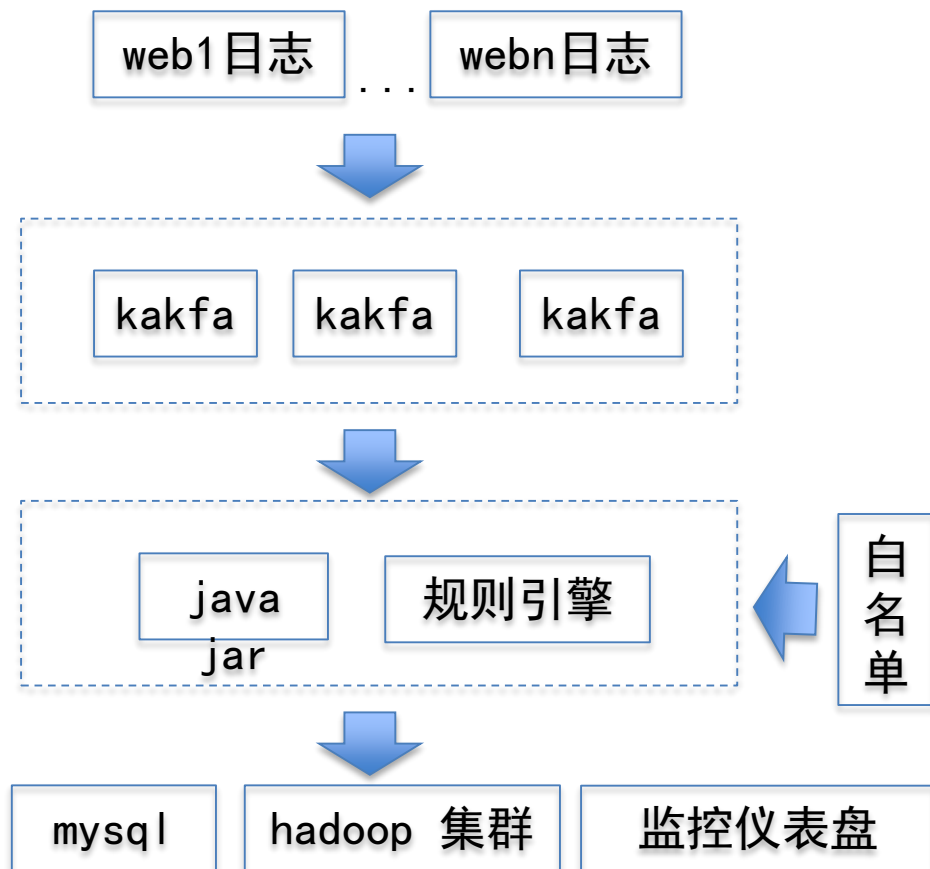 web1日志
...
webn日志
kakfa
kakfa
kakfa
java
jar
规则引擎
白
名
单
mysql
hadoop 集群
监控仪表盘